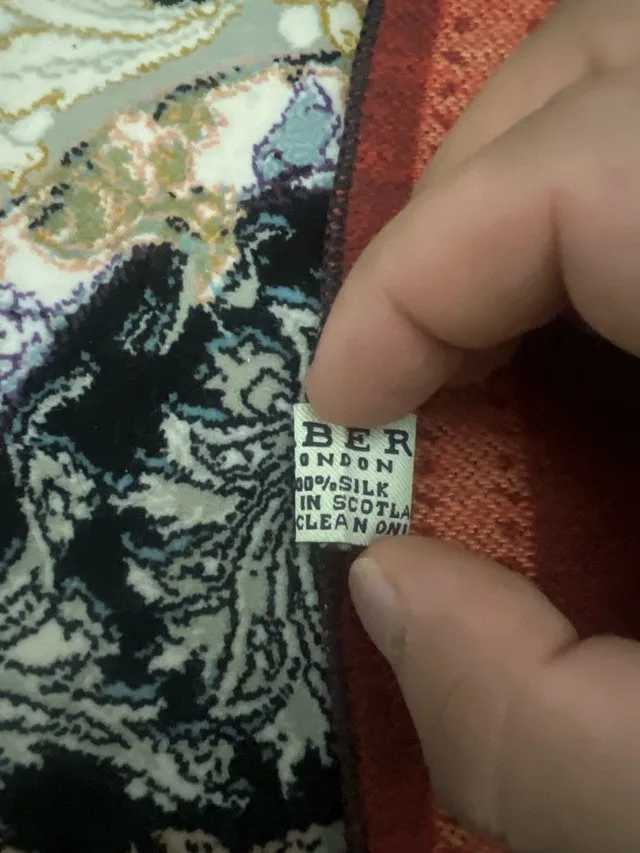 BER
ONDON
00% SILK
IN SCOTLA
CLEAN ON